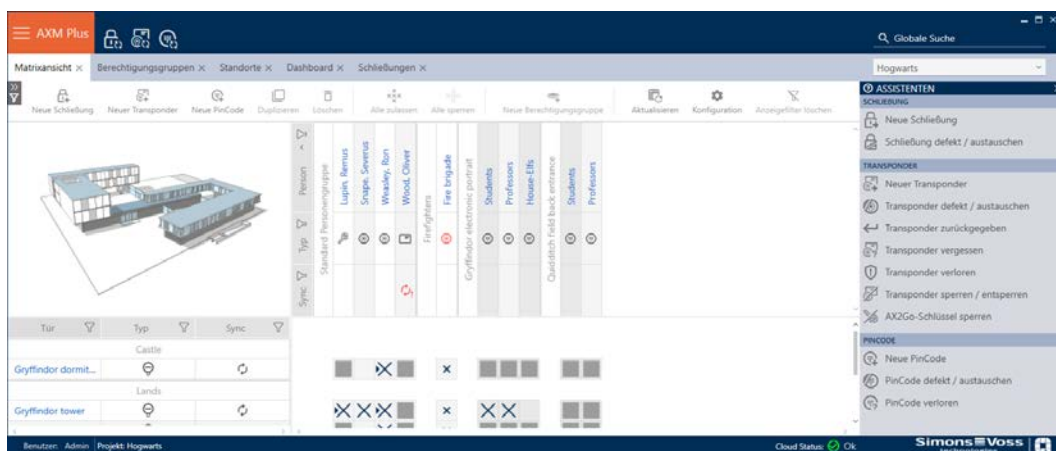 AXM Plus
Globale Suche
Matrixansicht × Berechtigungsgruppen × Standorte × Dashboard × Schließungen ×
Hogwarts
Neue Schließung Neuer Transponder Neue PinCode Duplizieren Löschen Alle zulassen Alle sperren Neue Berechtigungsgruppe Aktualisieren Konfiguration Anzeigefilter löschen
ASSISTENTEN
SCHLIEßUNG
Neue Schließung
Schließung defekt / austauschen
TRANSPONDER
Neuer Transponder
Transponder defekt / austauschen
Transponder zurückgegeben
Transponder vergessen
Transponder verloren
Transponder sperren / entsperren
AX2Go-Schlüssel sperren
PINCODE
Neue PinCode
PinCode defekt / austauschen
PinCode verloren
Person
Typ
Sync
Standard Personengruppe
Lupin, Remus
Snape, Severus
Weasley, Ron
Wood, Oliver
Firefighters
Fire brigade
Gryffindor electronic portrait
Students
Professors
House-Elfs
Quidditch field back entrance
Students
Professors
Tür Typ Sync
Castle
Gryffindor dormit...
Lands
Gryffindor tower
Benutzer: Admin Projekt: Hogwarts
Cloud Status: Ok
Simons Voss
technologies